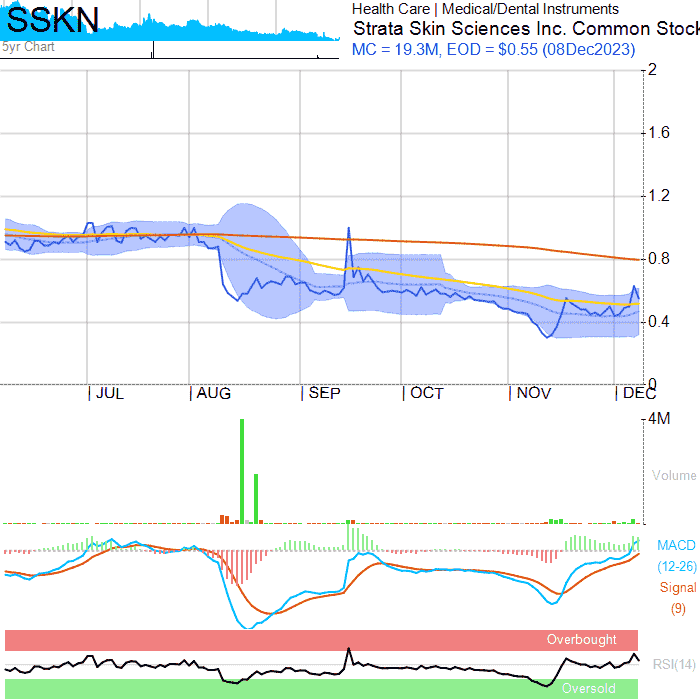 SSKN
5yr Chart
Health Care | Medical/Dental Instruments
Strata Skin Sciences Inc. Common Stock
MC = 19.3M, EOD = $0.55 (08Dec2023)
2
1.6
1.2
0.8
0.4
0
JUL
AUG
SEP
OCT
NOV
DEC
4M
Volume
MACD
(12-26)
Signal
(9)
Overbought
RSI(14)
Oversold